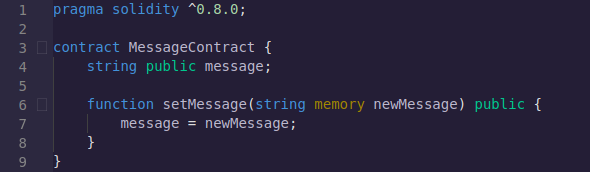 1 pragma solidity ^0.8.0;
2
3 contract MessageContract {
4     string public message;
5
6     function setMessage(string memory newMessage) public {
7         message = newMessage;
8     }
9 }